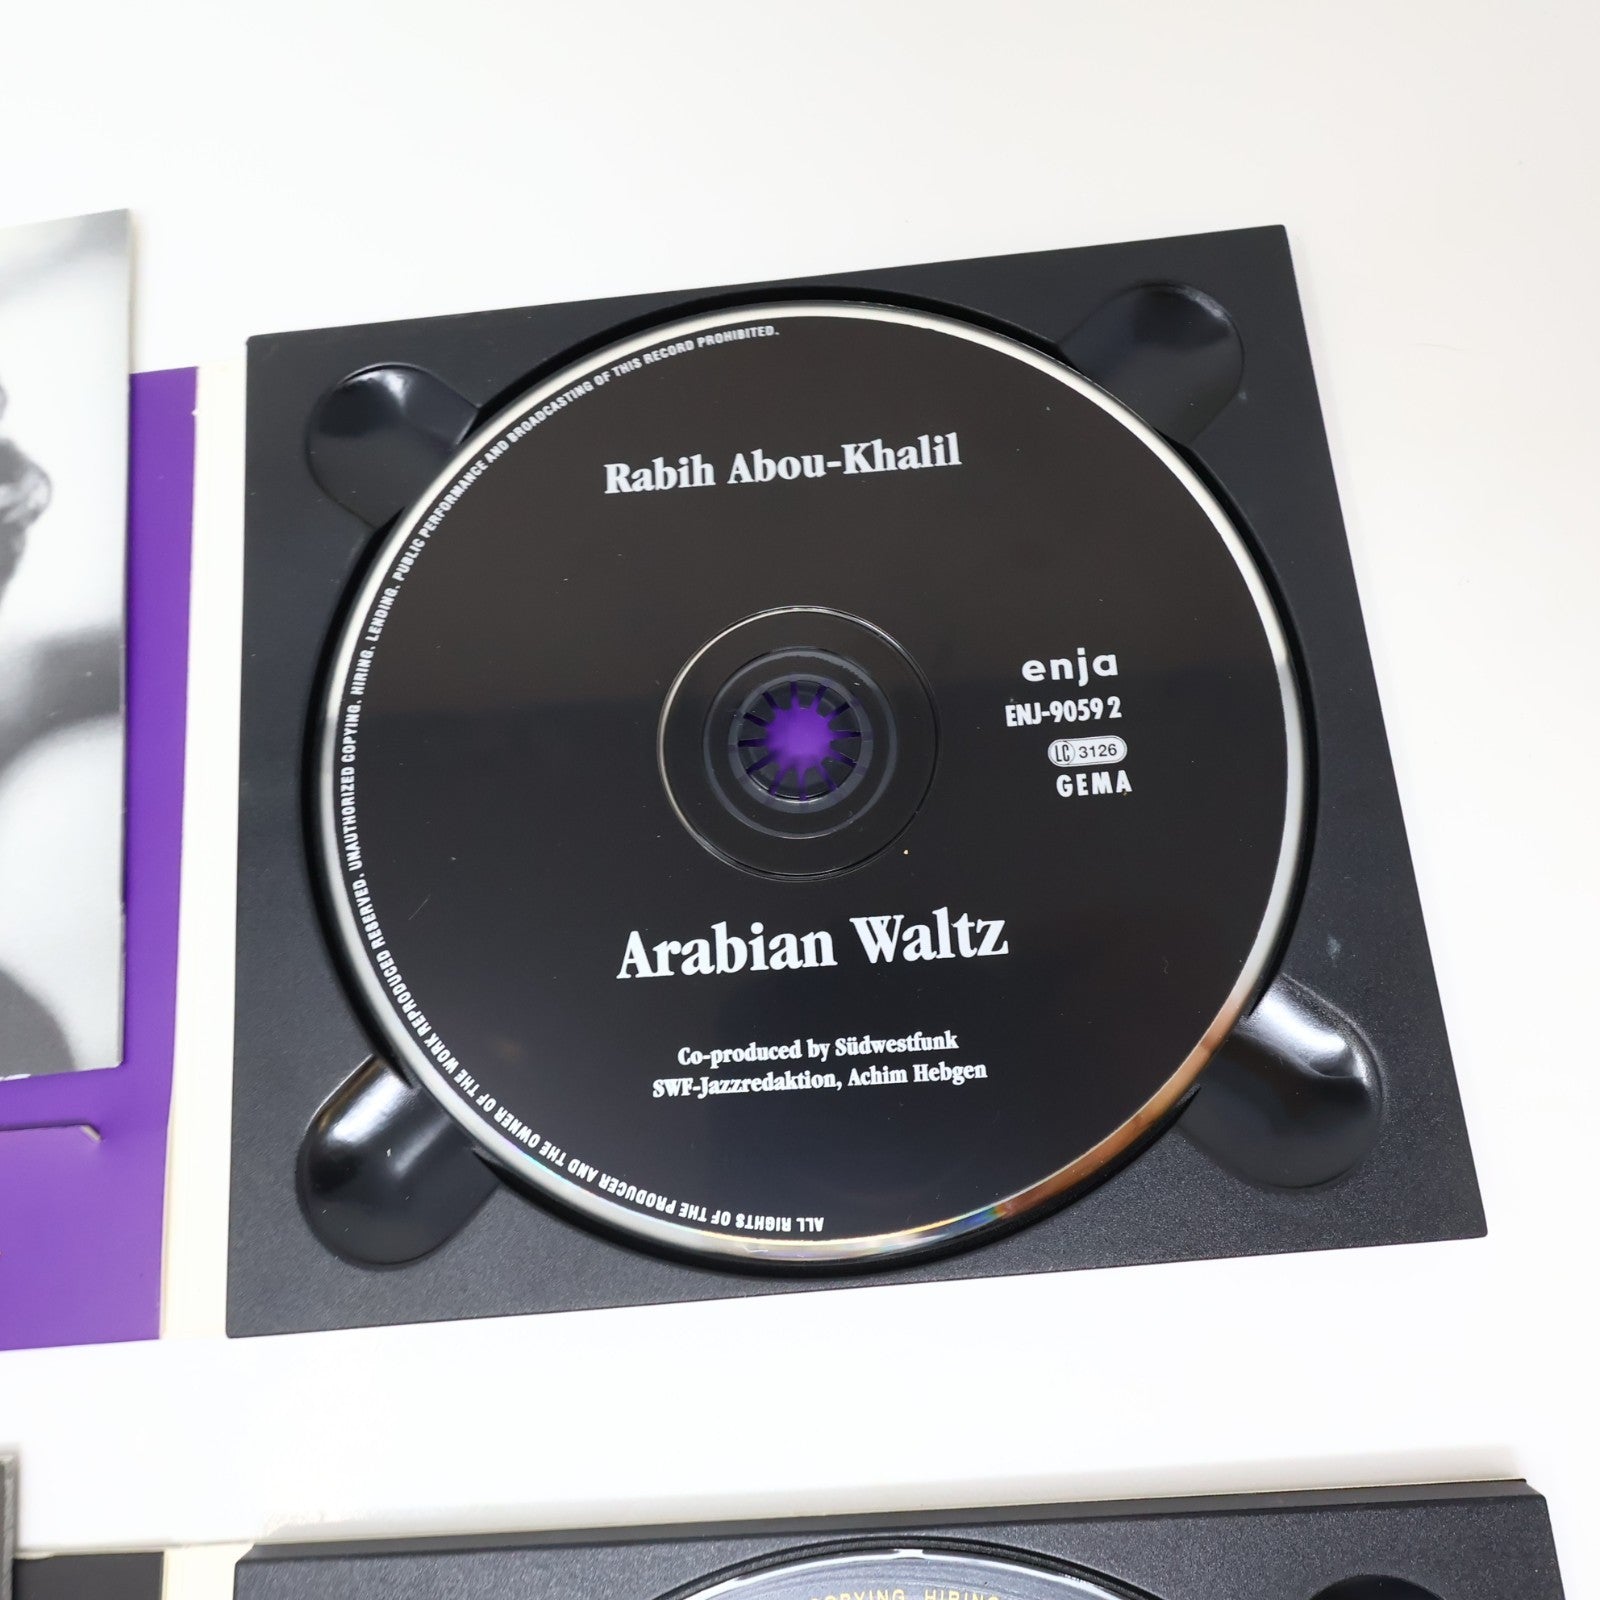 Rabih Abou-Khalil
enja
ENJ-9059 2
LC 3126
GEMA
Arabian Waltz
Co-produced by Südwestfunk
SWF-Jazzredaktion, Achim Hebgen
ALL RIGHTS OF THE PRODUCER AND THE OWNER OF THE WORK REPRODUCED RESERVED. UNAUTHORIZED COPYING. HIRING. LENDING. PUBLIC PERFORMANCE AND BROADCASTING OF THIS RECORD PROHIBITED.
COPYING. HIRING